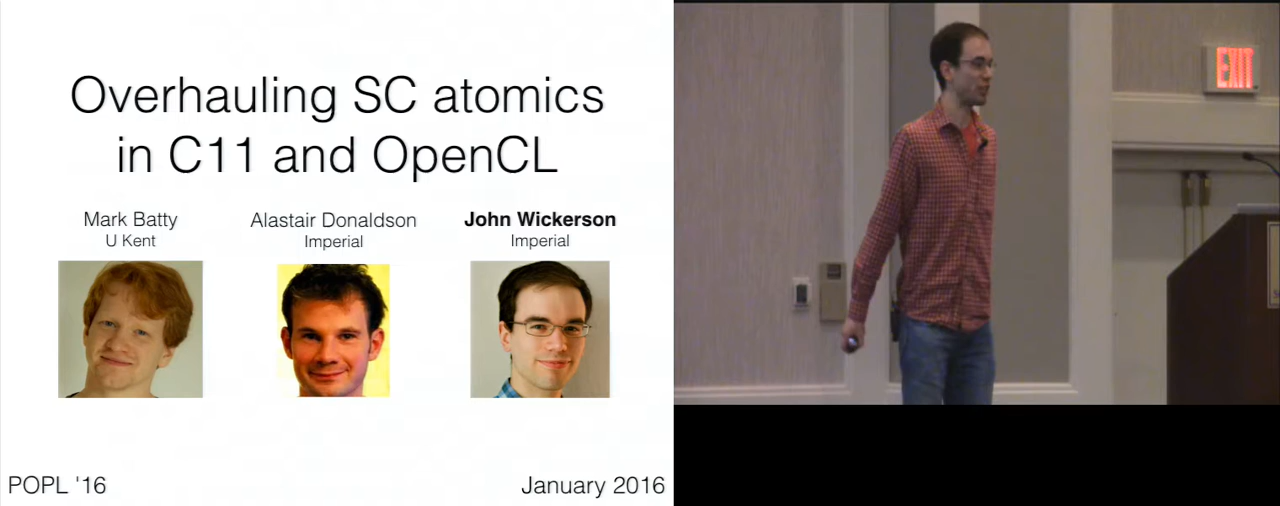 Overhauling SC atomics
in C11 and OpenCL
Mark Batty
U Kent
Alastair Donaldson
Imperial
John Wickerson
Imperial
POPL '16
January 2016
EXIT